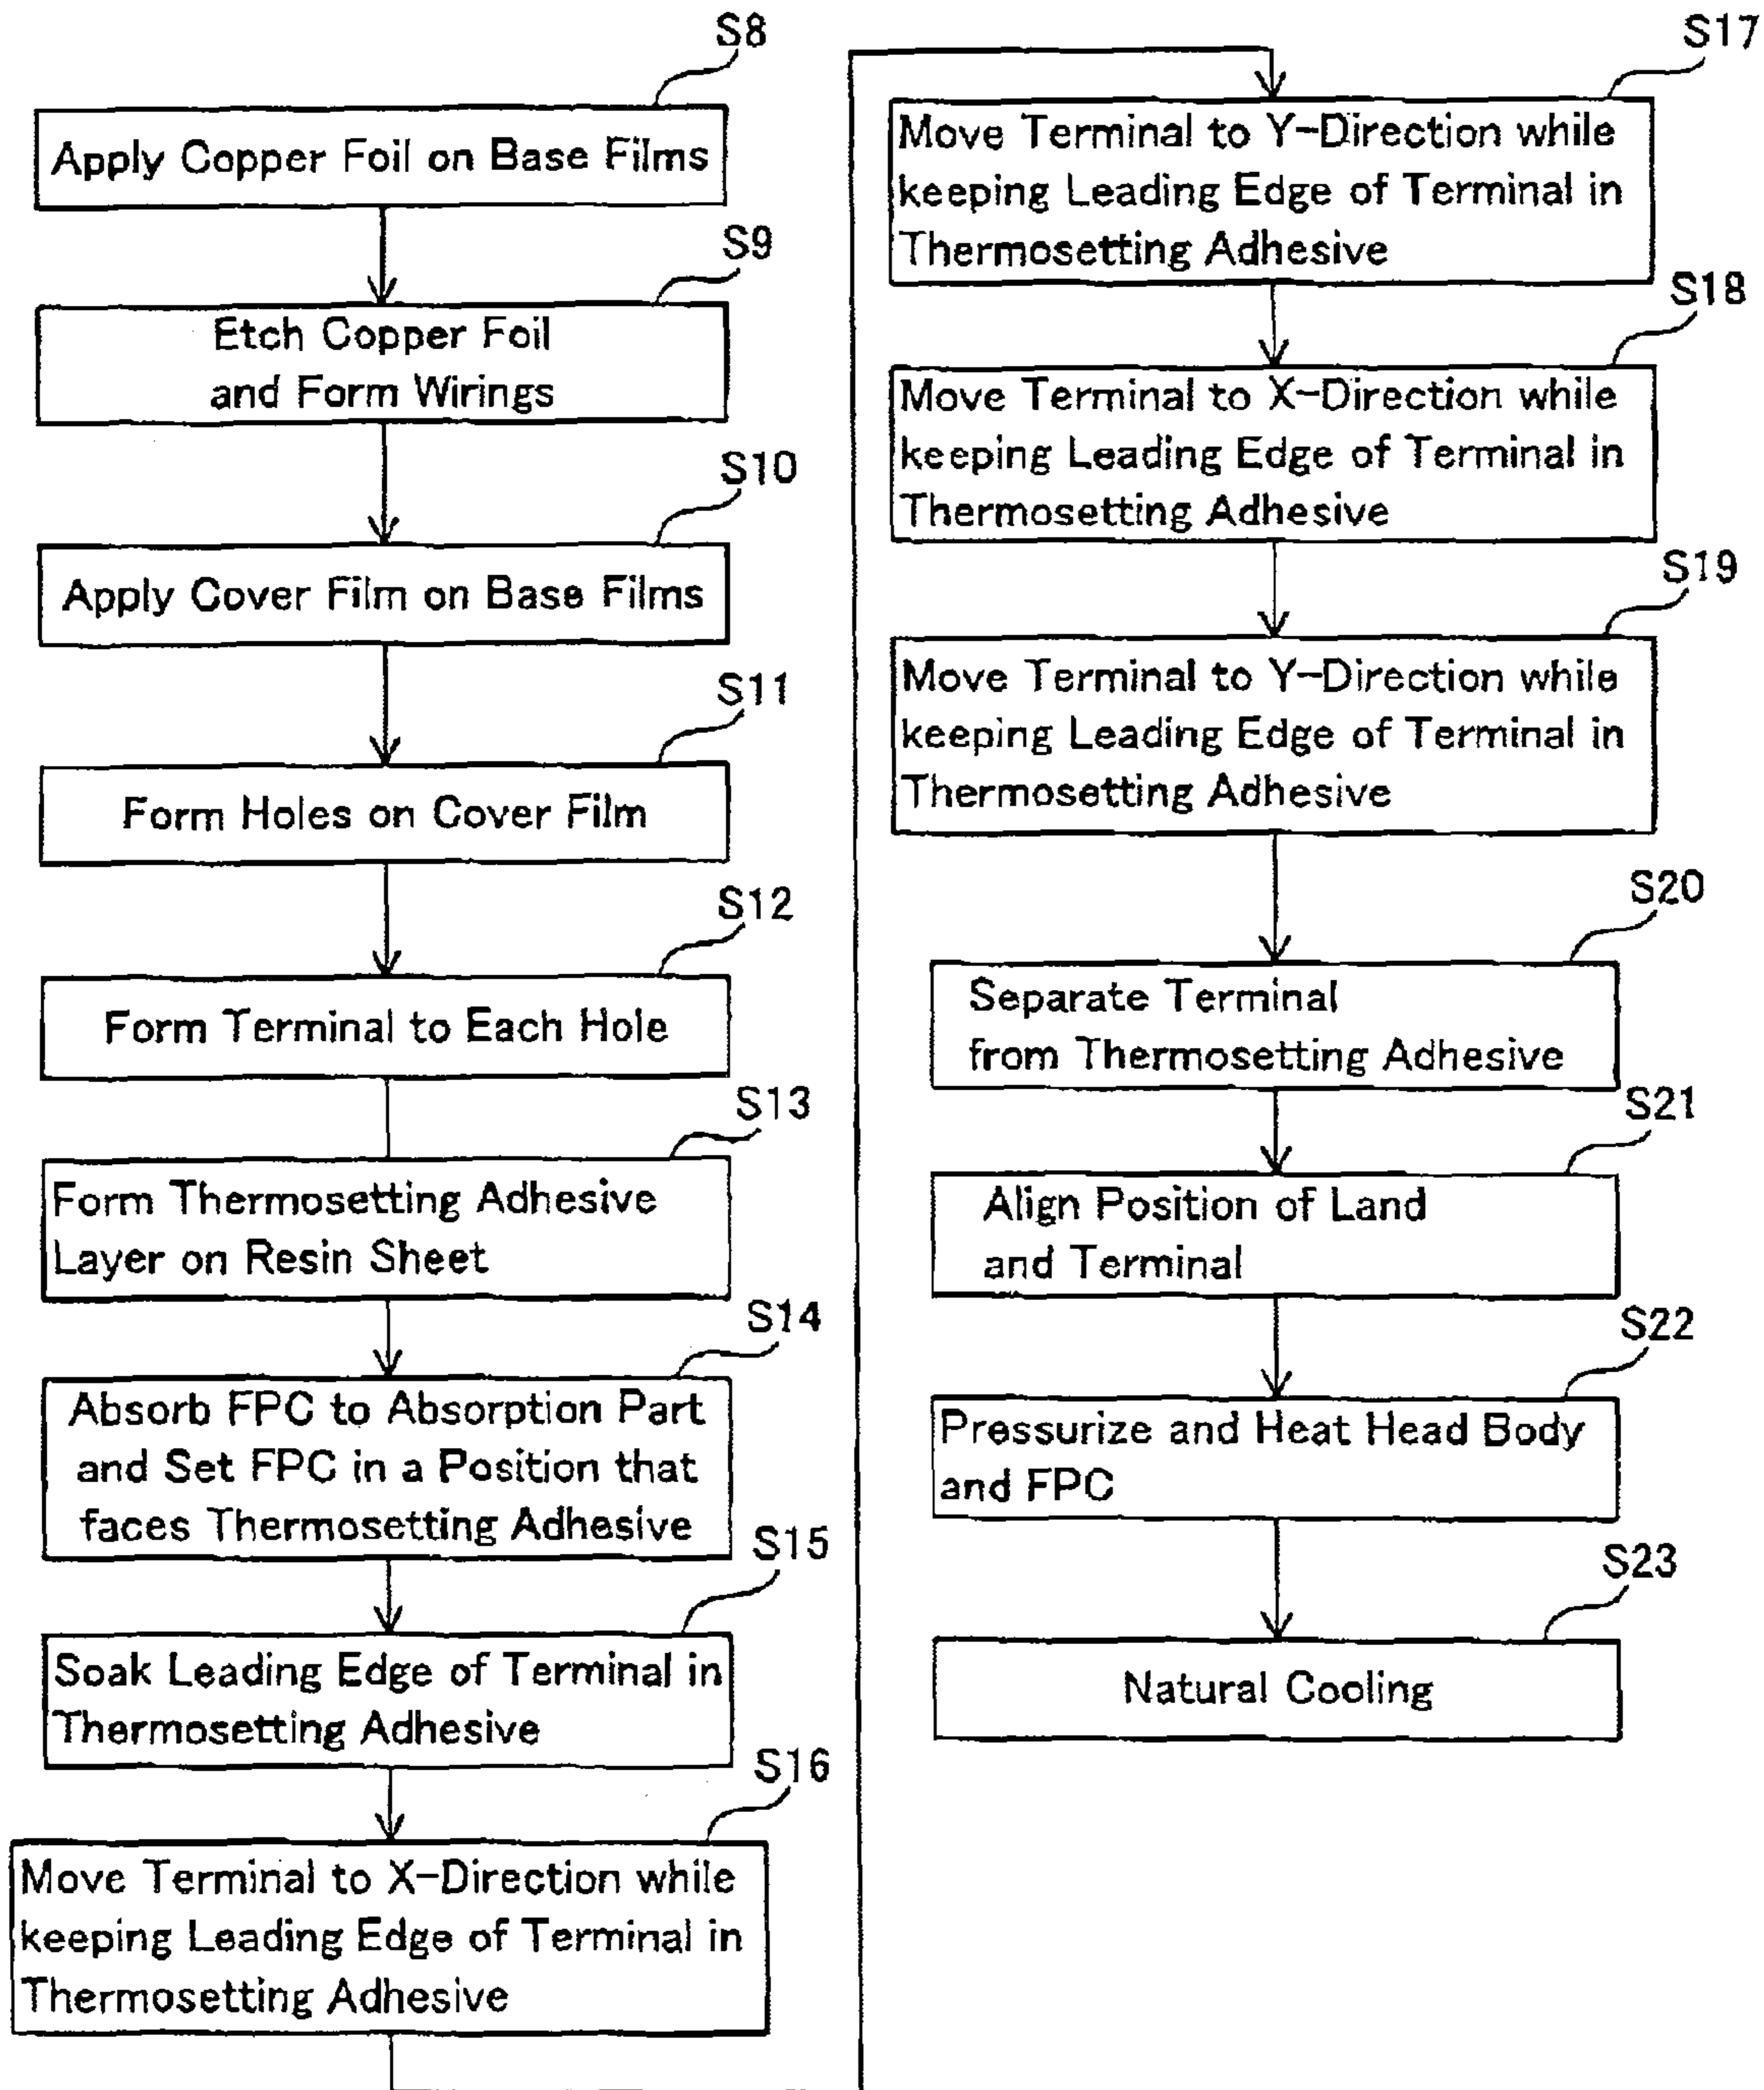 S8
Apply Copper Foil on Base Films
S9
Etch Copper Foil
and Form Wirings
S10
Apply Cover Film on Base Films
S11
Form Holes on Cover Film
S12
Form Terminal to Each Hole
S13
Form Thermosetting Adhesive
Layer on Resin Sheet
S14
Absorb FPC to Absorption Part
and Set FPC in a Position that
faces Thermosetting Adhesive
S15
Soak Leading Edge of Terminal in
Thermosetting Adhesive
S16
Move Terminal to X-Direction while
keeping Leading Edge of Terminal in
Thermosetting Adhesive
S17
Move Terminal to Y-Direction while
keeping Leading Edge of Terminal in
Thermosetting Adhesive
S18
Move Terminal to X-Direction while
keeping Leading Edge of Terminal in
Thermosetting Adhesive
S19
Move Terminal to Y-Direction while
keeping Leading Edge of Terminal in
Thermosetting Adhesive
S20
Separate Terminal
from Thermosetting Adhesive
S21
Align Position of Land
and Terminal
S22
Pressurize and Heat Head Body
and FPC
S23
Natural Cooling